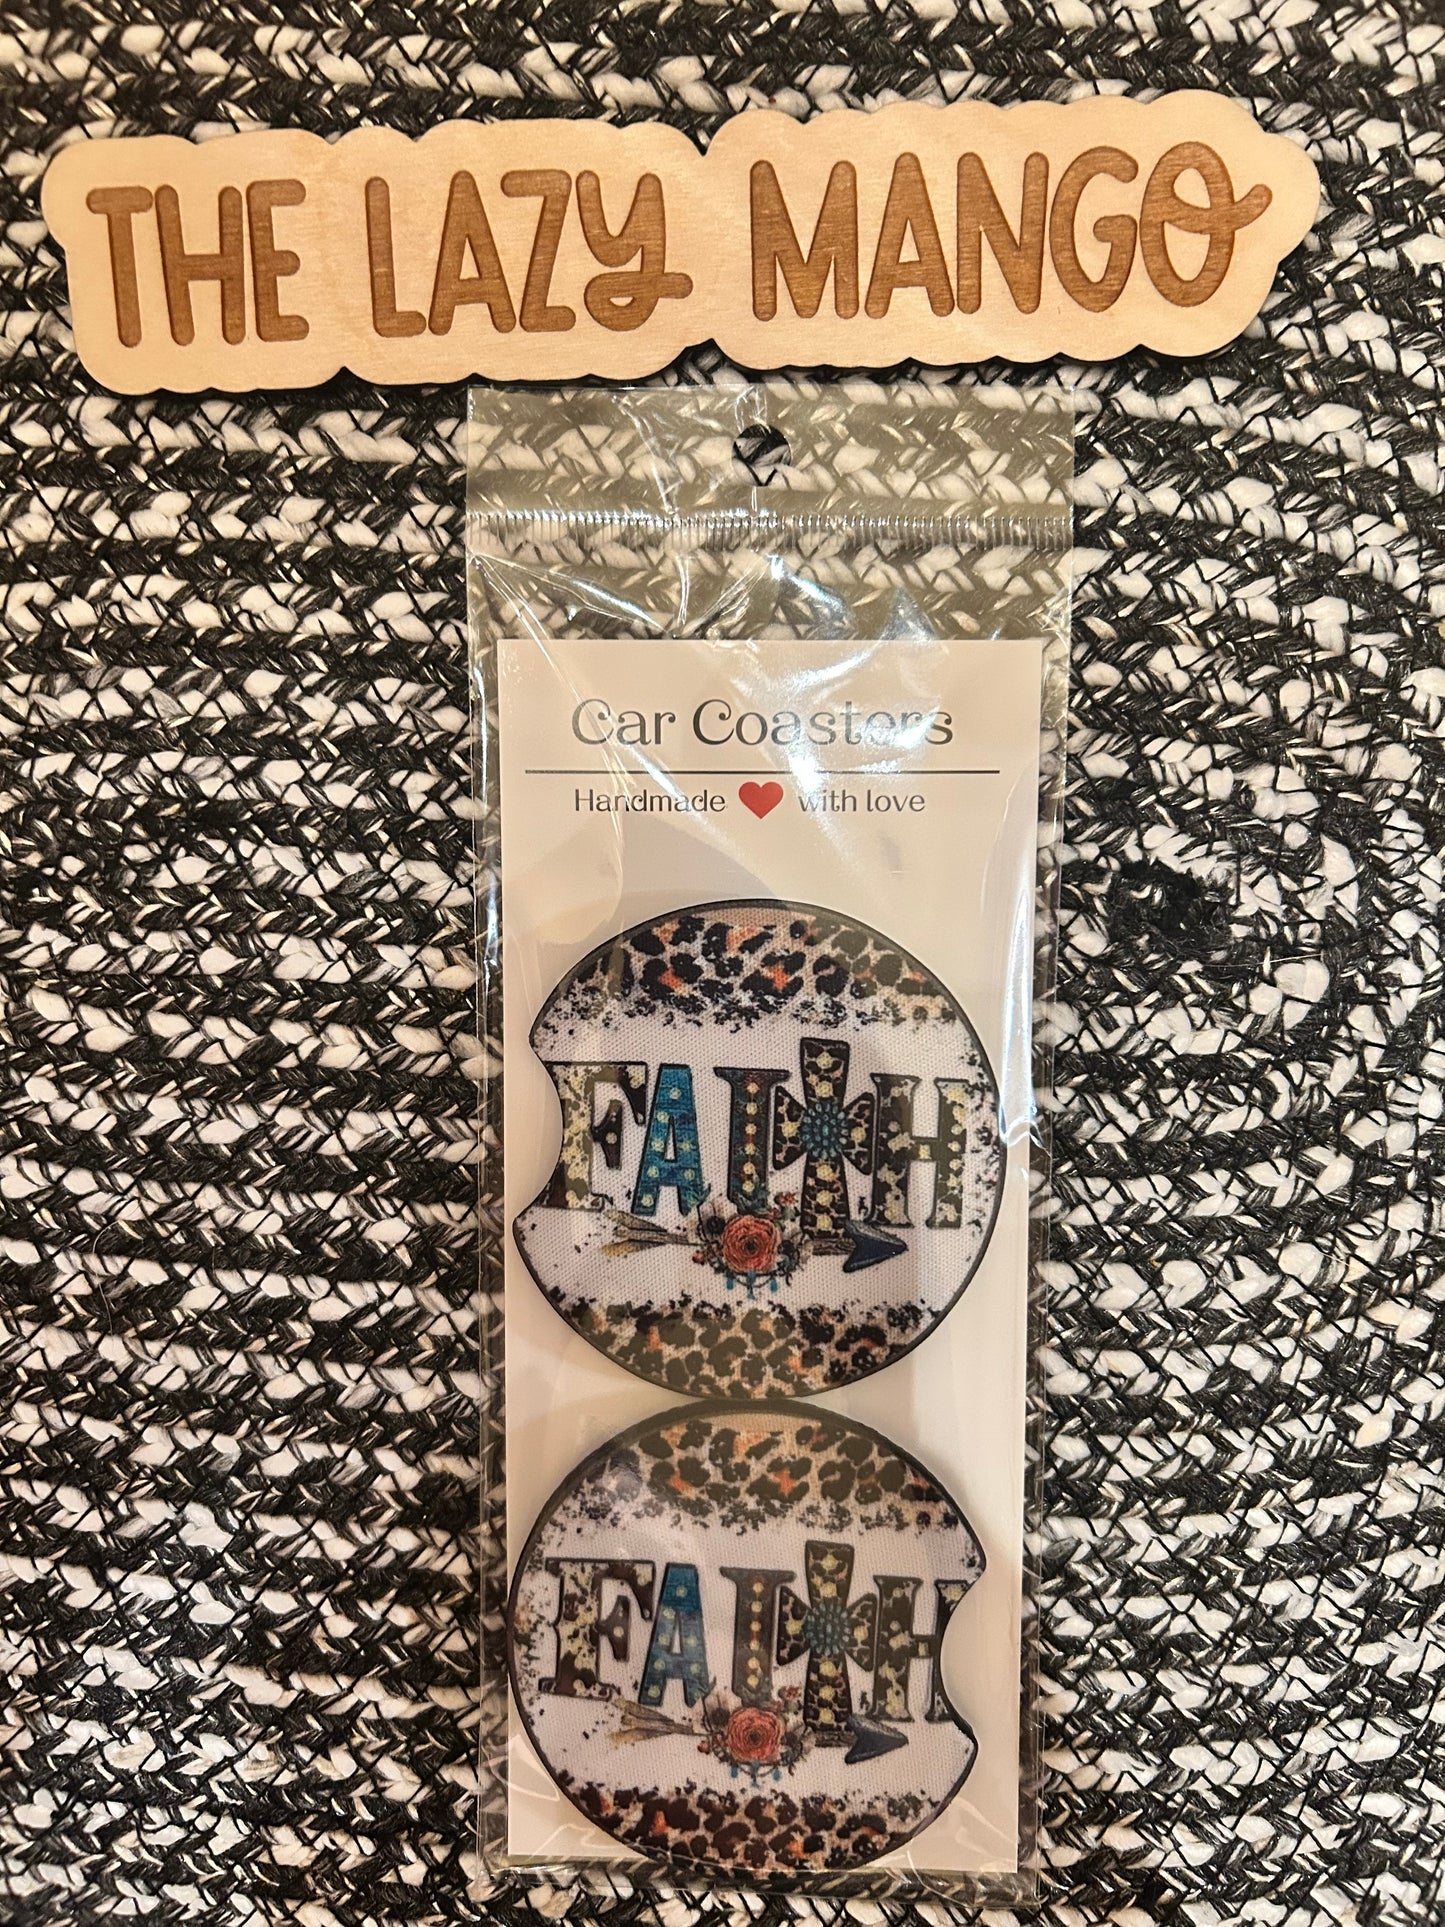 THE LAZY MANGO
Car Coasters
Handmade with love
FAITH
FAITH